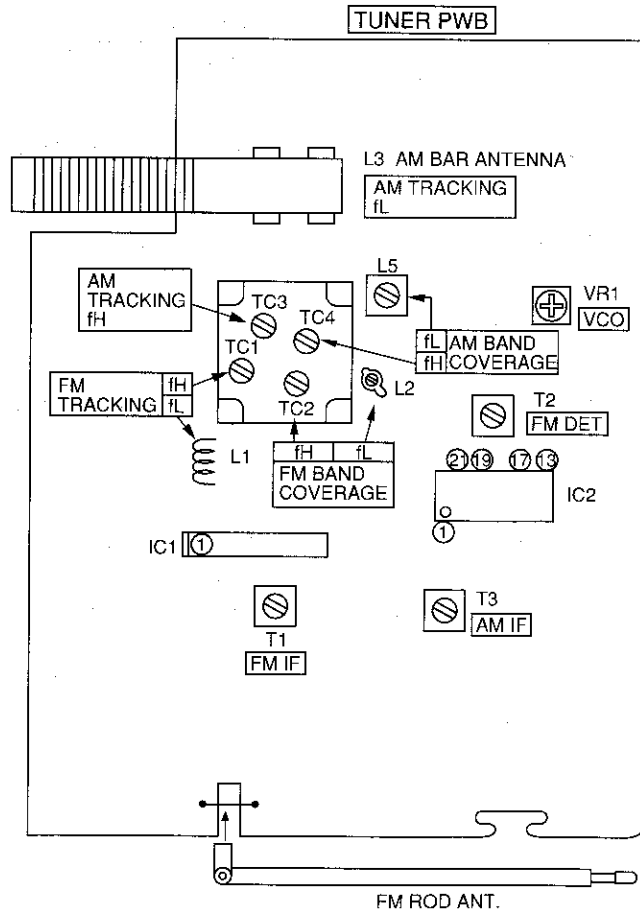 TUNER PWB
L3 AM BAR ANTENNA
AM TRACKING
fL
AM
TRACKING
fH
TC3
TC4
TC1
TC2
L5
VR1
VCO
fL AM BAND
fH COVERAGE
FM fH
TRACKING fL
L2
T2
FM DET
L1
fH fL
FM BAND
COVERAGE
21 19 17 13
IC2
1
IC1 1
T1
FM IF
T3
AM IF
FM ROD ANT.